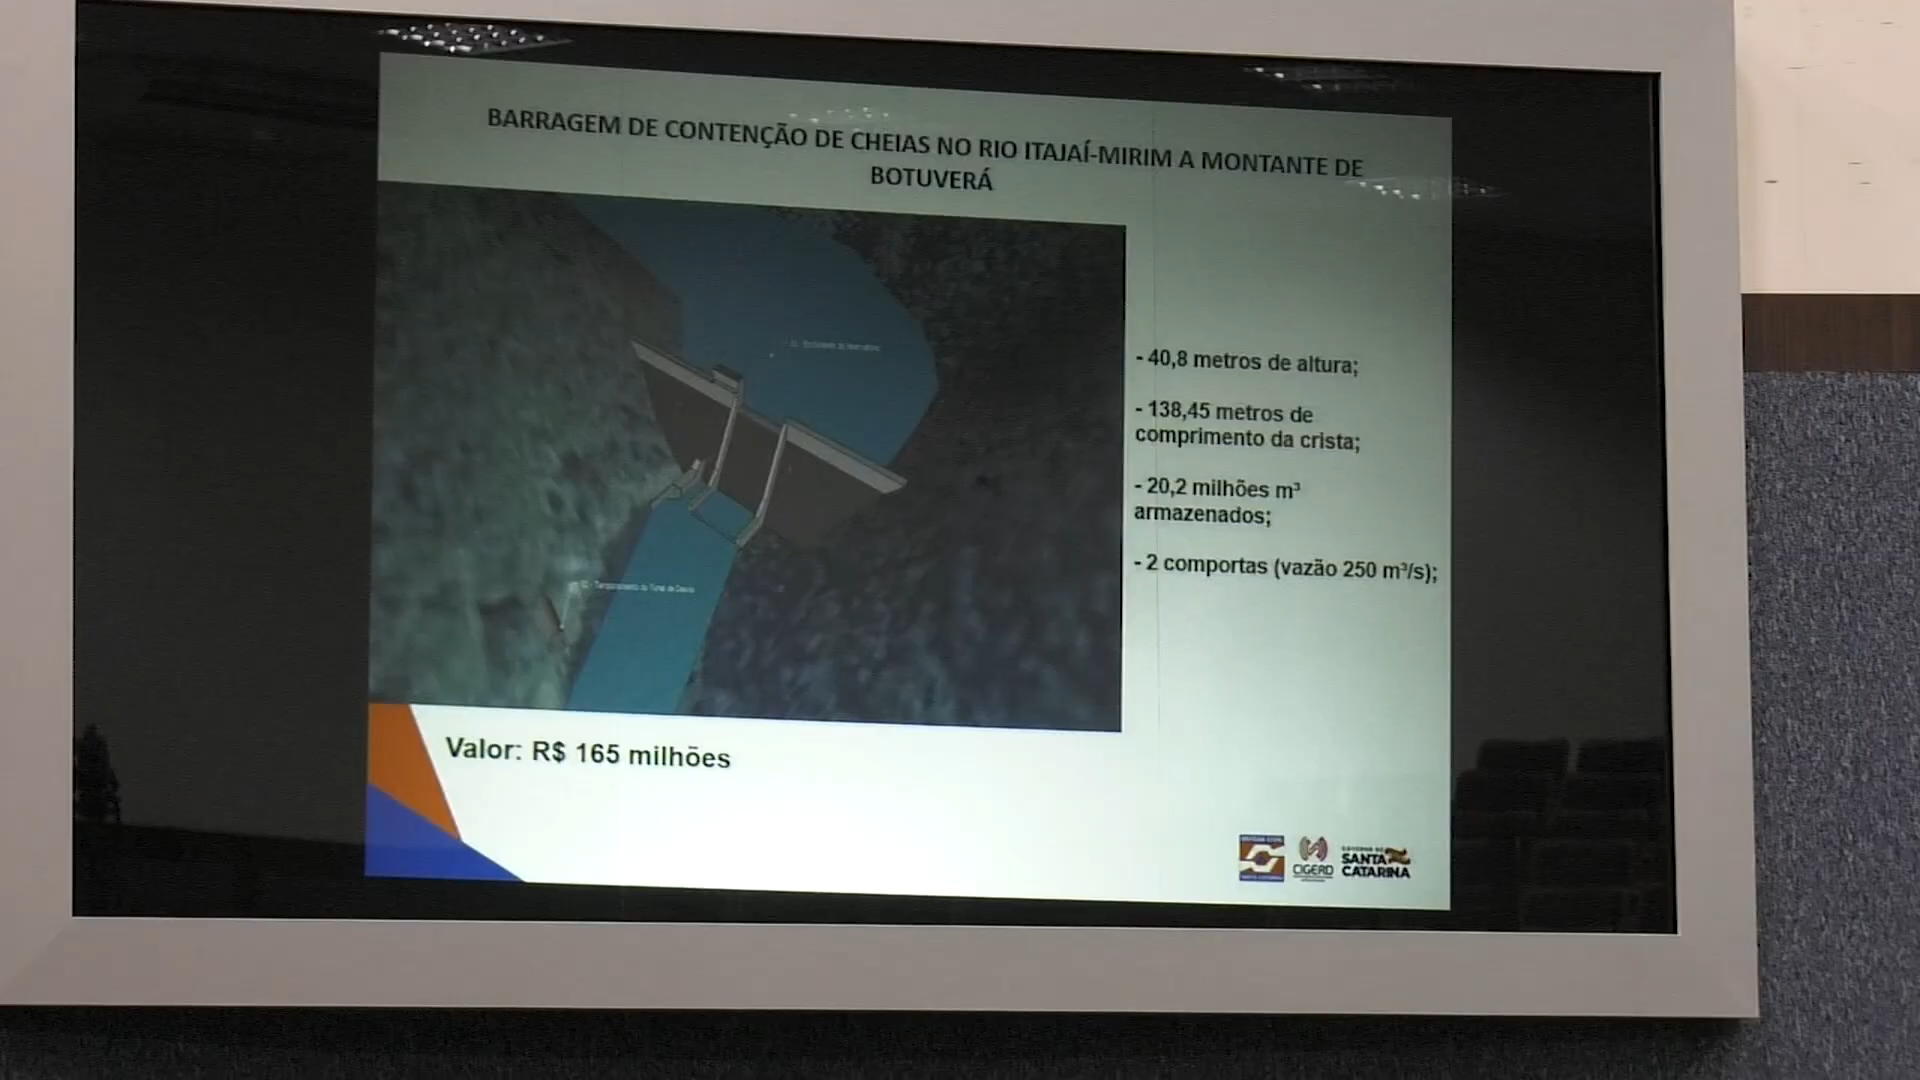 BARRAGEM DE CONTENÇÃO DE CHEIAS NO RIO ITAJAÍ-MIRIM A MONTANTE DE
BOTUVERÁ
- 40,8 metros de altura;
- 138,45 metros de
comprimento da crista;
- 20,2 milhões m³
armazenados;
- 2 comportas (vazão 250 m³/s);
Valor: R$ 165 milhões
CIGERD
GOVERNO DE
SANTA
CATARINA